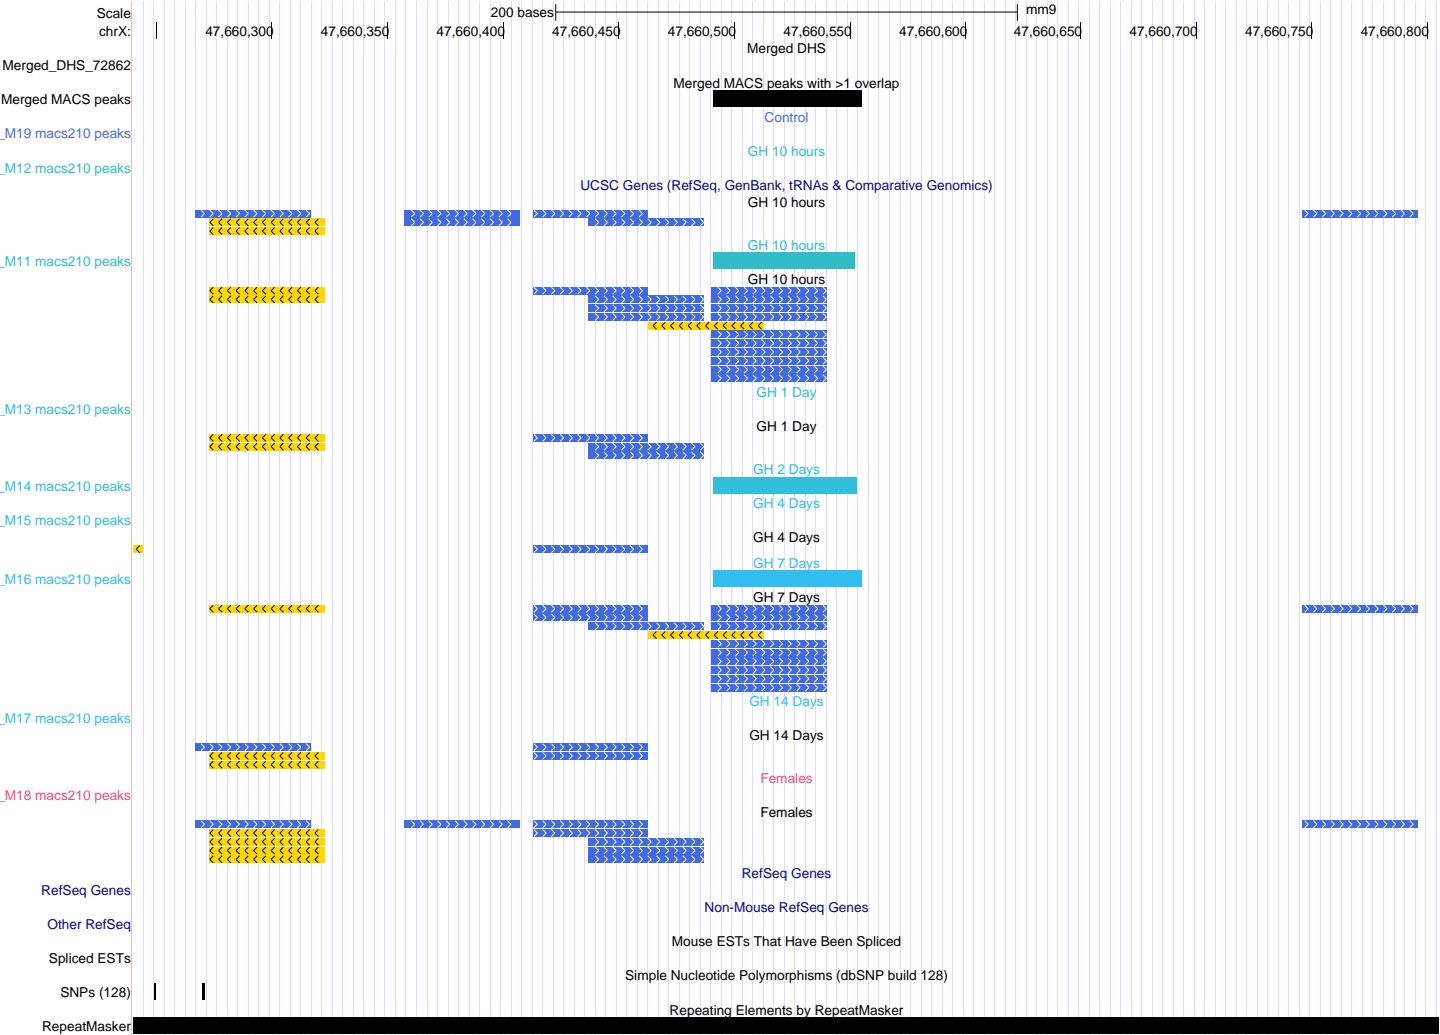 Scale 200 bases mm9
chrX: 47,660,300 47,660,350 47,660,400 47,660,450 47,660,500 47,660,550 47,660,600 47,660,650 47,660,700 47,660,750 47,660,800
Merged DHS
Merged_DHS_72862
Merged MACS peaks with >1 overlap
Merged MACS peaks
Control
_M19 macs210 peaks
GH 10 hours
_M12 macs210 peaks
UCSC Genes (RefSeq, GenBank, tRNAs & Comparative Genomics)
GH 10 hours
GH 10 hours
_M11 macs210 peaks
GH 10 hours
GH 1 Day
_M13 macs210 peaks
GH 1 Day
GH 2 Days
_M14 macs210 peaks
GH 4 Days
_M15 macs210 peaks
GH 4 Days
GH 7 Days
_M16 macs210 peaks
GH 7 Days
GH 14 Days
_M17 macs210 peaks
GH 14 Days
Females
_M18 macs210 peaks
Females
RefSeq Genes
RefSeq Genes
Non-Mouse RefSeq Genes
Other RefSeq
Mouse ESTs That Have Been Spliced
Spliced ESTs
Simple Nucleotide Polymorphisms (dbSNP build 128)
SNPs (128)
Repeating Elements by RepeatMasker
RepeatMasker